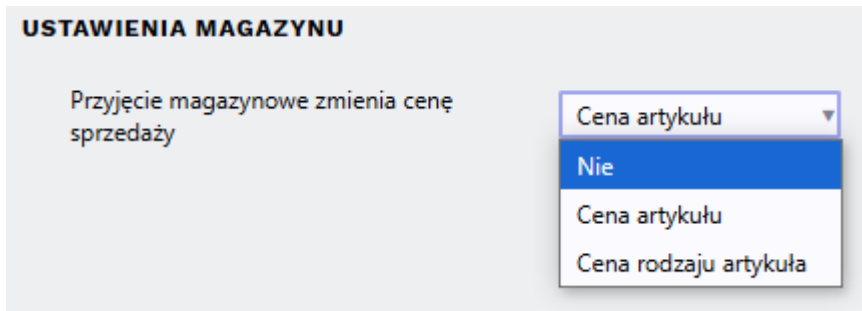 USTAWIENIA MAGAZYNU
Przyjęcie magazynowe zmienia cenę
sprzedaży
Cena artykułu
Nie
Cena artykułu
Cena rodzaju artykuła